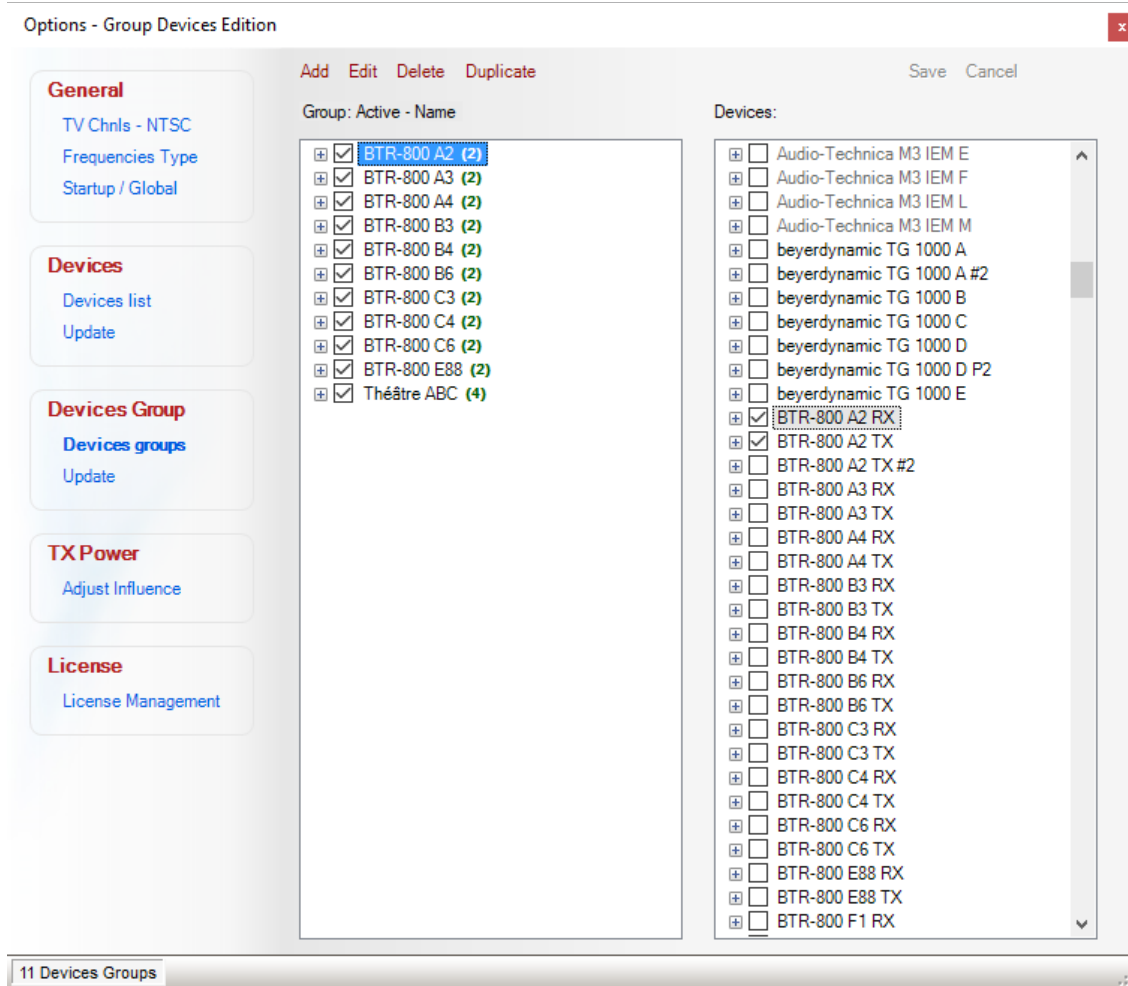 Options - Group Devices Edition
x
General
TV Chnls - NTSC
Frequencies Type
Startup / Global
Devices
Devices list
Update
Devices Group
Devices groups
Update
TX Power
Adjust Influence
License
License Management
Add Edit Delete Duplicate
Save Cancel
Group: Active - Name
BTR-800 A2 (2)
BTR-800 A3 (2)
BTR-800 A4 (2)
BTR-800 B3 (2)
BTR-800 B4 (2)
BTR-800 B6 (2)
BTR-800 C3 (2)
BTR-800 C4 (2)
BTR-800 C6 (2)
BTR-800 E88 (2)
Théâtre ABC (4)
Devices:
Audio-Technica M3 IEM E
Audio-Technica M3 IEM F
Audio-Technica M3 IEM L
Audio-Technica M3 IEM M
beyerdynamic TG 1000 A
beyerdynamic TG 1000 A #2
beyerdynamic TG 1000 B
beyerdynamic TG 1000 C
beyerdynamic TG 1000 D
beyerdynamic TG 1000 D P2
beyerdynamic TG 1000 E
BTR-800 A2 RX
BTR-800 A2 TX
BTR-800 A2 TX #2
BTR-800 A3 RX
BTR-800 A3 TX
BTR-800 A4 RX
BTR-800 A4 TX
BTR-800 B3 RX
BTR-800 B3 TX
BTR-800 B4 RX
BTR-800 B4 TX
BTR-800 B6 RX
BTR-800 B6 TX
BTR-800 C3 RX
BTR-800 C3 TX
BTR-800 C4 RX
BTR-800 C4 TX
BTR-800 C6 RX
BTR-800 C6 TX
BTR-800 E88 RX
BTR-800 E88 TX
BTR-800 F1 RX
11 Devices Groups